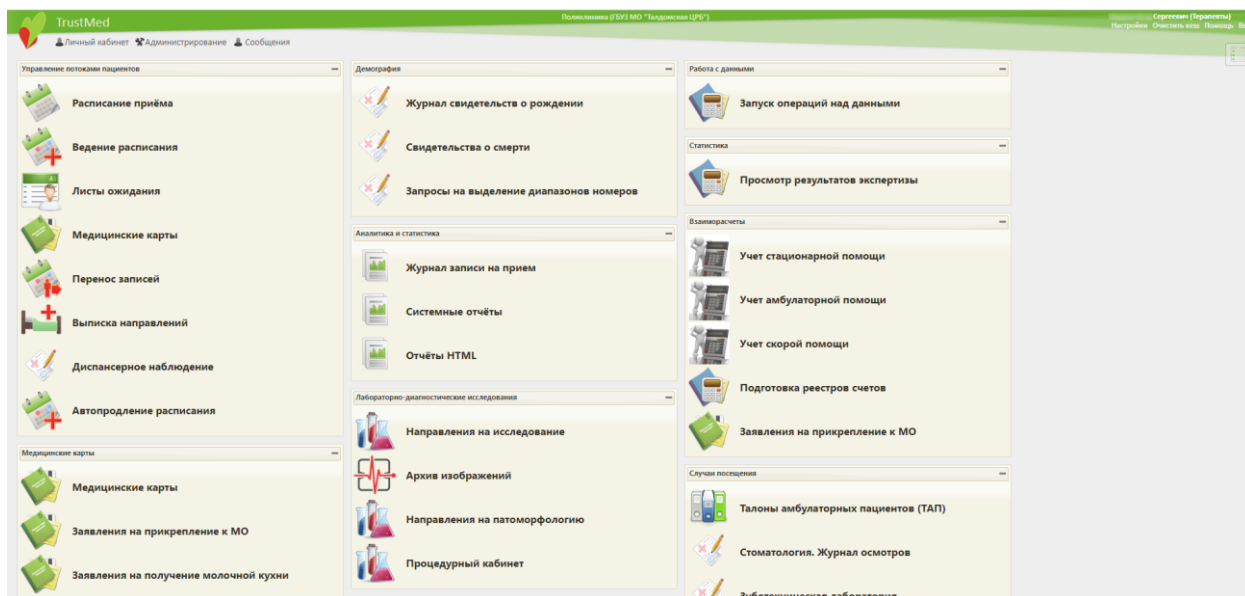 TrustMed
Поликлиника (ГБУЗ МО "Талдомская ЦРБ")
Сергеевич (Терапевты)
Настройки Очистить кеш Помощь
Личный кабинет Администрирование Сообщения
Управление потоками пациентов
Расписание приёма
Ведение расписания
Листы ожидания
Медицинские карты
Перенос записей
Выписка направлений
Диспансерное наблюдение
Автопродление расписания
Медицинские карты
Медицинские карты
Заявления на прикрепление к МО
Заявления на получение молочной кухни
Демография
Журнал свидетельств о рождении
Свидетельства о смерти
Запросы на выделение диапазонов номеров
Аналитика и статистика
Журнал записи на прием
Системные отчёты
Отчёты HTML
Лабораторно-диагностические исследования
Направления на исследование
Архив изображений
Направления на патоморфологию
Процедурный кабинет
Работа с данными
Запуск операций над данными
Статистика
Просмотр результатов экспертизы
Взаиморасчеты
Учет стационарной помощи
Учет амбулаторной помощи
Учет скорой помощи
Подготовка реестров счетов
Заявления на прикрепление к МО
Случаи посещения
Талоны амбулаторных пациентов (ТАП)
Стоматология. Журнал осмотров
Зуботехническая лаборатория